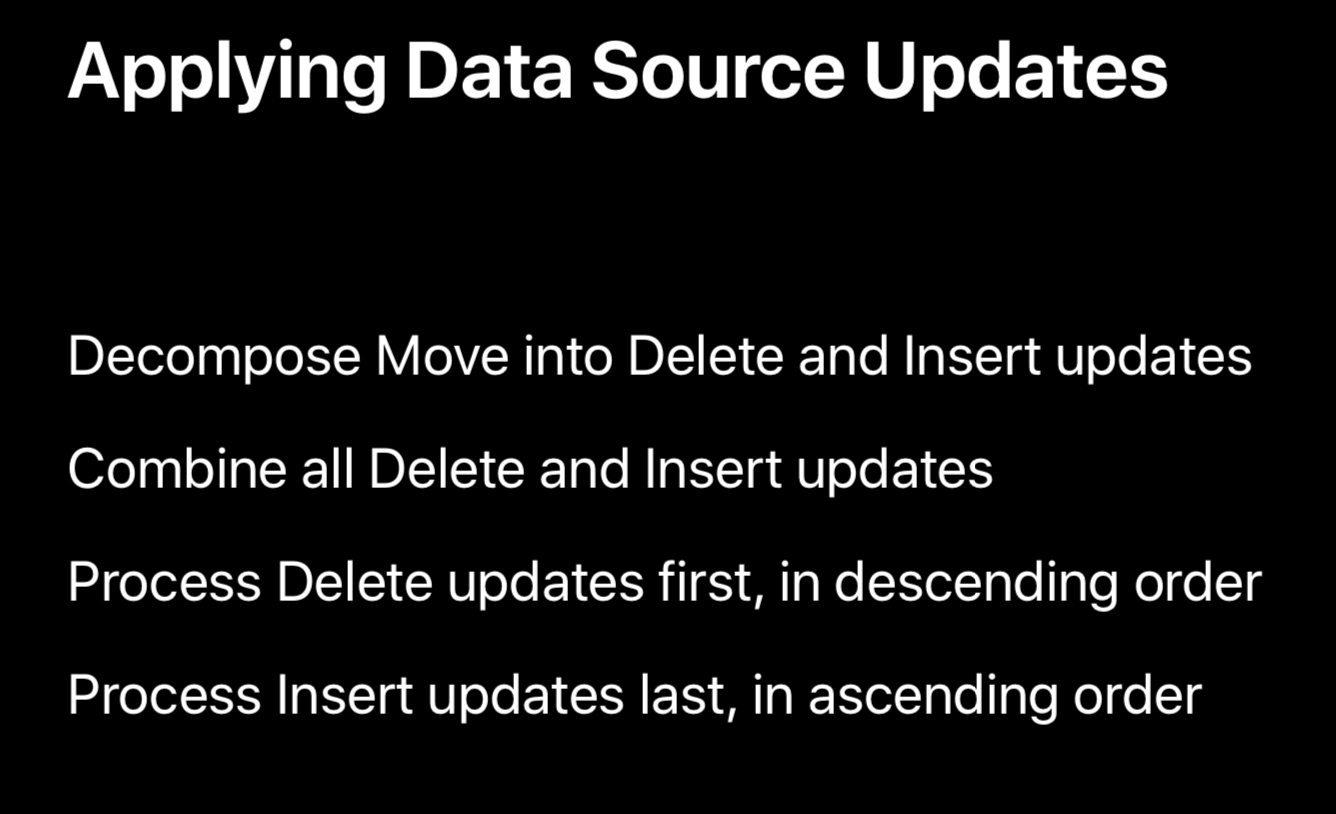 Applying Data Source Updates
Decompose Move into Delete and Insert updates
Combine all Delete and Insert updates
Process Delete updates first, in descending order
Process Insert updates last, in ascending order